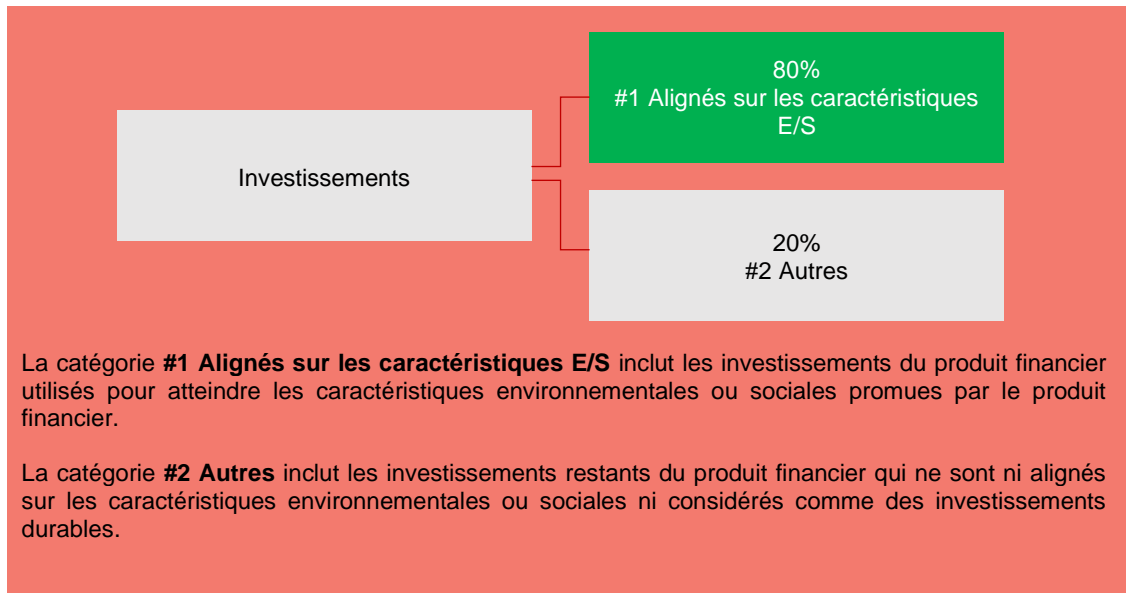 80%
#1 Alignés sur les caractéristiques
E/S
Investissements
20%
#2 Autres
La catégorie #1 Alignés sur les caractéristiques E/S inclut les investissements du produit financier
utilisés pour atteindre les caractéristiques environnementales ou sociales promues par le produit
financier.
La catégorie #2 Autres inclut les investissements restants du produit financier qui ne sont ni alignés
sur les caractéristiques environnementales ou sociales ni considérés comme des investissements
durables.